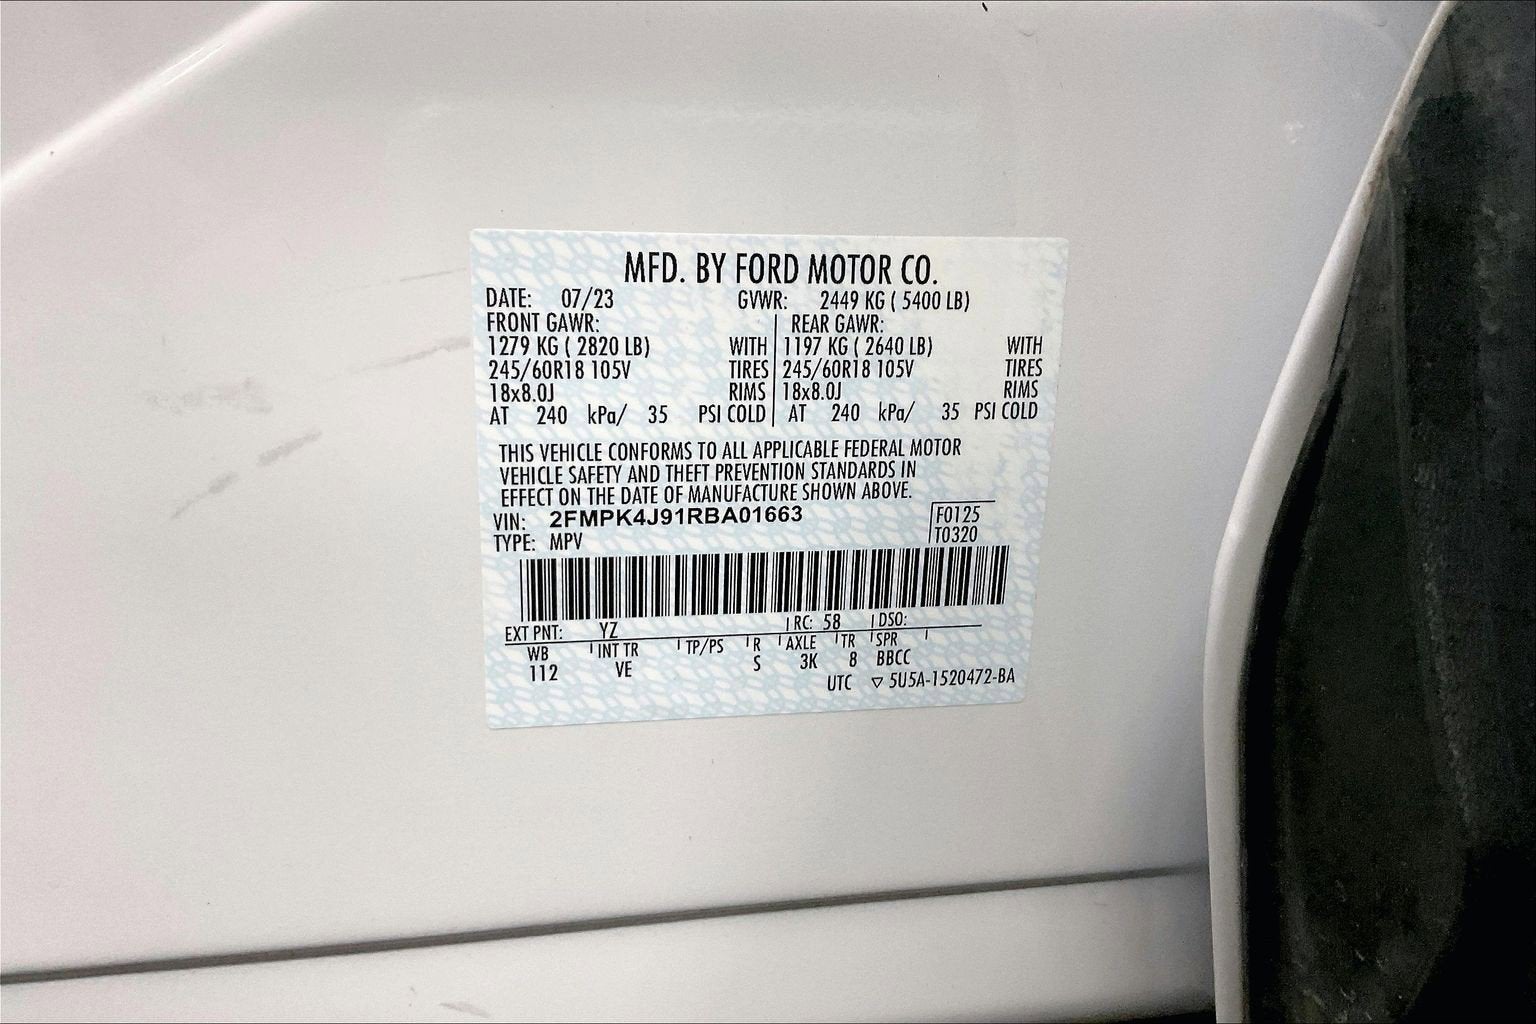 MFD. BY FORD MOTOR CO.
DATE: 07/23 GVWR: 2449 KG ( 5400 LB)
FRONT GAWR: REAR GAWR:
1279 KG ( 2820 LB) WITH 1197 KG ( 2640 LB) WITH
245/60R18 105V TIRES 245/60R18 105V TIRES
18x8.0J RIMS 18x8.0J RIMS
AT 240 kPa/ 35 PSI COLD AT 240 kPa/ 35 PSI COLD
THIS VEHICLE CONFORMS TO ALL APPLICABLE FEDERAL MOTOR
VEHICLE SAFETY AND THEFT PREVENTION STANDARDS IN
EFFECT ON THE DATE OF MANUFACTURE SHOWN ABOVE.
VIN: 2FMPK4J91RBA01663 F0125
TYPE: MPV T0320
EXT PNT: YZ RC: 58 DSO:
WB INT TR TP/PS R AXLE TR SPR
112 VE S 3K 8 BBCC
UTC ▽ 5U5A-1520472-BA